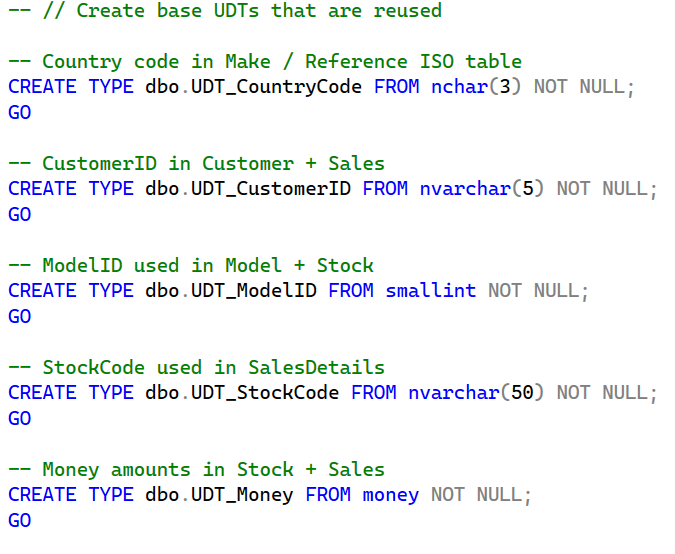 -- // Create base UDTs that are reused
-- Country code in Make / Reference ISO table
CREATE TYPE dbo.UDT_CountryCode FROM nchar(3) NOT NULL;
GO
-- CustomerID in Customer + Sales
CREATE TYPE dbo.UDT_CustomerID FROM nvarchar(5) NOT NULL;
GO
-- ModelID used in Model + Stock
CREATE TYPE dbo.UDT_ModelID FROM smallint NOT NULL;
GO
-- StockCode used in SalesDetails
CREATE TYPE dbo.UDT_StockCode FROM nvarchar(50) NOT NULL;
GO
-- Money amounts in Stock + Sales
CREATE TYPE dbo.UDT_Money FROM money NOT NULL;
GO